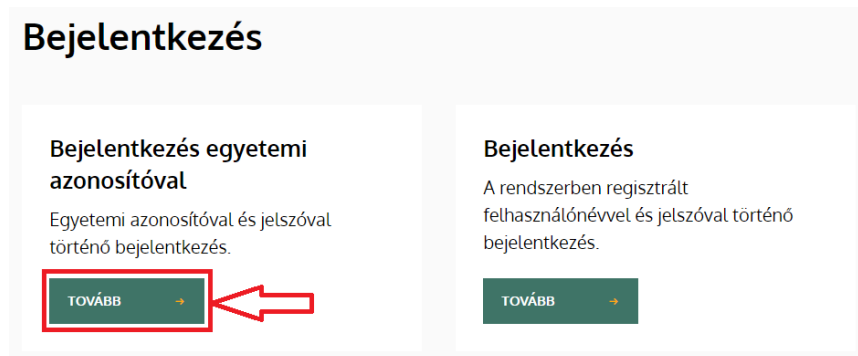 Bejelentkezés
Bejelentkezés egyetemi
azonosítóval
Egyetemi azonosítóval és jelszóval
történő bejelentkezés.
TOVÁBB →
Bejelentkezés
A rendszerben regisztrált
felhasználónévvel és jelszóval történő
bejelentkezés.
TOVÁBB →